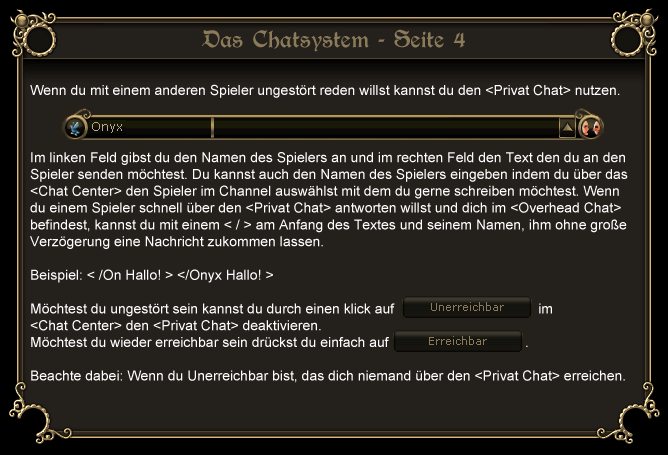 Das Chatsystem - Seite 4
Wenn du mit einem anderen Spieler ungestört reden willst kannst du den <Privat Chat> nutzen.
Onyx
Im linken Feld gibst du den Namen des Spielers an und im rechten Feld den Text den du an den
Spieler senden möchtest. Du kannst auch den Namen des Spielers eingeben indem du über das
<Chat Center> den Spieler im Channel auswählst mit dem du gerne schreiben möchtest. Wenn
du einem Spieler schnell über den <Privat Chat> antworten willst und dich im <Overhead Chat>
befindest, kannst du mit einem < / > am Anfang des Textes und seinem Namen, ihm ohne große
Verzögerung eine Nachricht zukommen lassen.
Beispiel: < /On Hallo! > </Onyx Hallo! >
Möchtest du ungestört sein kannst du durch einen klick auf Unerreichbar im
<Chat Center> den <Privat Chat> deaktivieren.
Möchtest du wieder erreichbar sein drückst du einfach auf Erreichbar .
Beachte dabei: Wenn du Unerreichbar bist, das dich niemand über den <Privat Chat> erreichen.